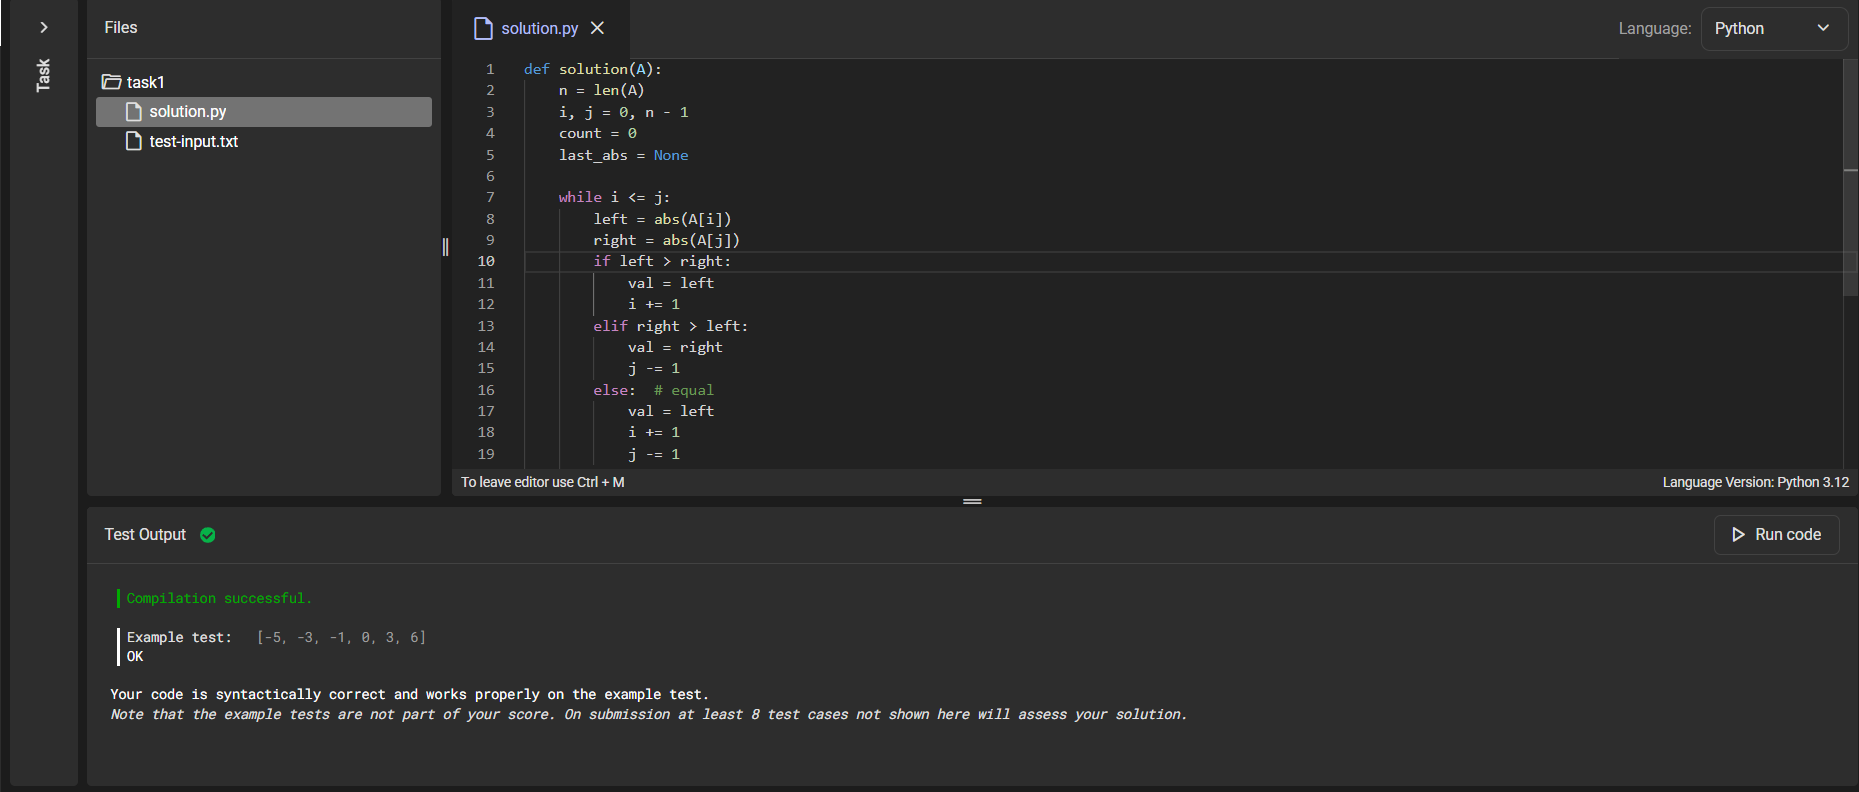 Task
Files
task1
solution.py
test-input.txt
solution.py
Language: Python
1 def solution(A):
2 n = len(A)
3 i, j = 0, n - 1
4 count = 0
5 last_abs = None
6
7 while i <= j:
8 left = abs(A[i])
9 right = abs(A[j])
10 if left > right:
11 val = left
12 i += 1
13 elif right > left:
14 val = right
15 j -= 1
16 else: # equal
17 val = left
18 i += 1
19 j -= 1
To leave editor use Ctrl + M
Language Version: Python 3.12
Test Output
Run code
Compilation successful.
Example test: [-5, -3, -1, 0, 3, 6]
OK
Your code is syntactically correct and works properly on the example test.
Note that the example tests are not part of your score. On submission at least 8 test cases not shown here will assess your solution.